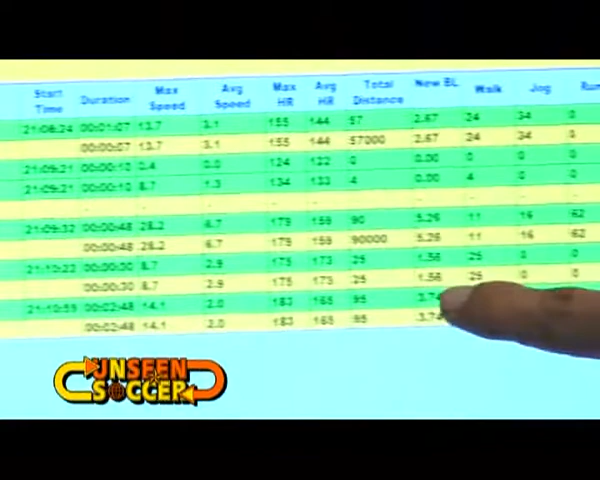 Start Time Duration Max Speed Avg Speed Max HR Avg HR Total Distance New BL Walk Jog
21:08:24 00:01:07 13.7 3.1 155 144 57 2.67 24 34 0
00:00:07 13.7 3.1 155 144 57000 2.67 24 34 0
21:09:21 00:00:10 0.4 0.0 124 122 0 0.00 0 0 0
21:09:21 00:00:10 8.7 1.3 134 133 4 0.00 4 0 0
21:09:32 00:00:48 28.2 6.7 179 159 90 5.26 11 16 62
00:00:48 28.2 6.7 179 159 90000 5.26 11 16 62
21:10:23 00:00:30 8.7 2.9 175 173 25 1.56 25 0 0
00:00:30 8.7 2.9 175 173 25 1.56 25 0 0
21:10:59 00:02:48 14.1 2.0 183 165 95
00:02:48 14.1 2.0 183 165 95
UNSEEN
SOCCER